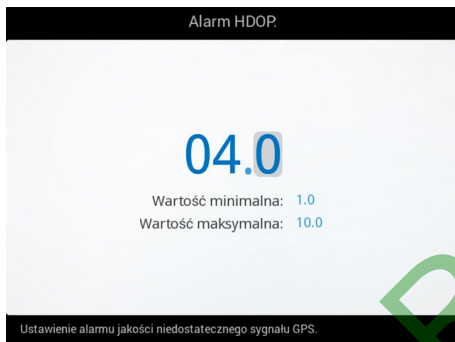 Alarm HDOP.
04.0
Wartość minimalna: 1.0
Wartość maksymalna: 10.0
Ustawienie alarmu jakości niedostatecznego sygnału GPS.